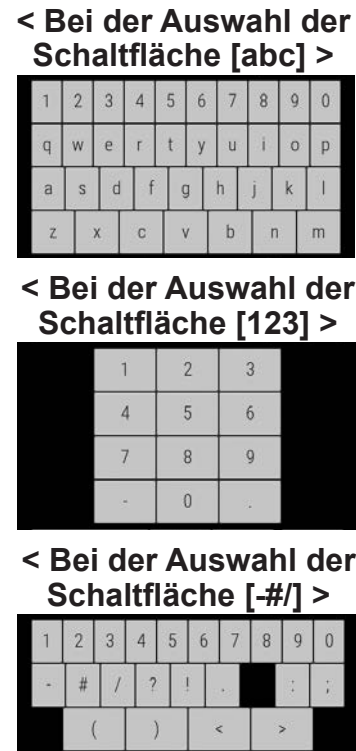 < Bei der Auswahl der
Schaltfläche [abc] >
1 2 3 4 5 6 7 8 9 0
q w e r t y u i o p
a s d f g h j k l
z x c v b n m
< Bei der Auswahl der
Schaltfläche [123] >
1 2 3
4 5 6
7 8 9
- 0 .
< Bei der Auswahl der
Schaltfläche [-#/] >
1 2 3 4 5 6 7 8 9 0
- # / ? ! . : ;
( ) < >